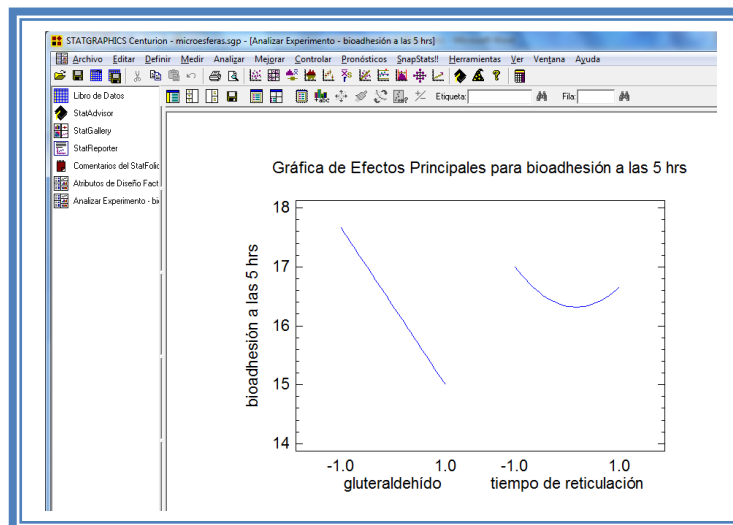 STATGRAPHICS Centurion - microesferas.sgp - [Analizar Experimento - bioadhesión a las 5 hrs]
Archivo Editar Definir Medir Analizar Mejorar Controlar Pronósticos SnapStats!! Herramientas Ver Ventana Ayuda
Etiqueta: Fila:
Libro de Datos
StatAdvisor
StatGallery
StatReporter
Comentarios del StatFolic
Atributos de Diseño Fact
Analizar Experimento - bi
Gráfica de Efectos Principales para bioadhesión a las 5 hrs
18
17
16
15
14
bioadhesión a las 5 hrs
-1.0 1.0 -1.0 1.0
gluteraldehído tiempo de reticulación